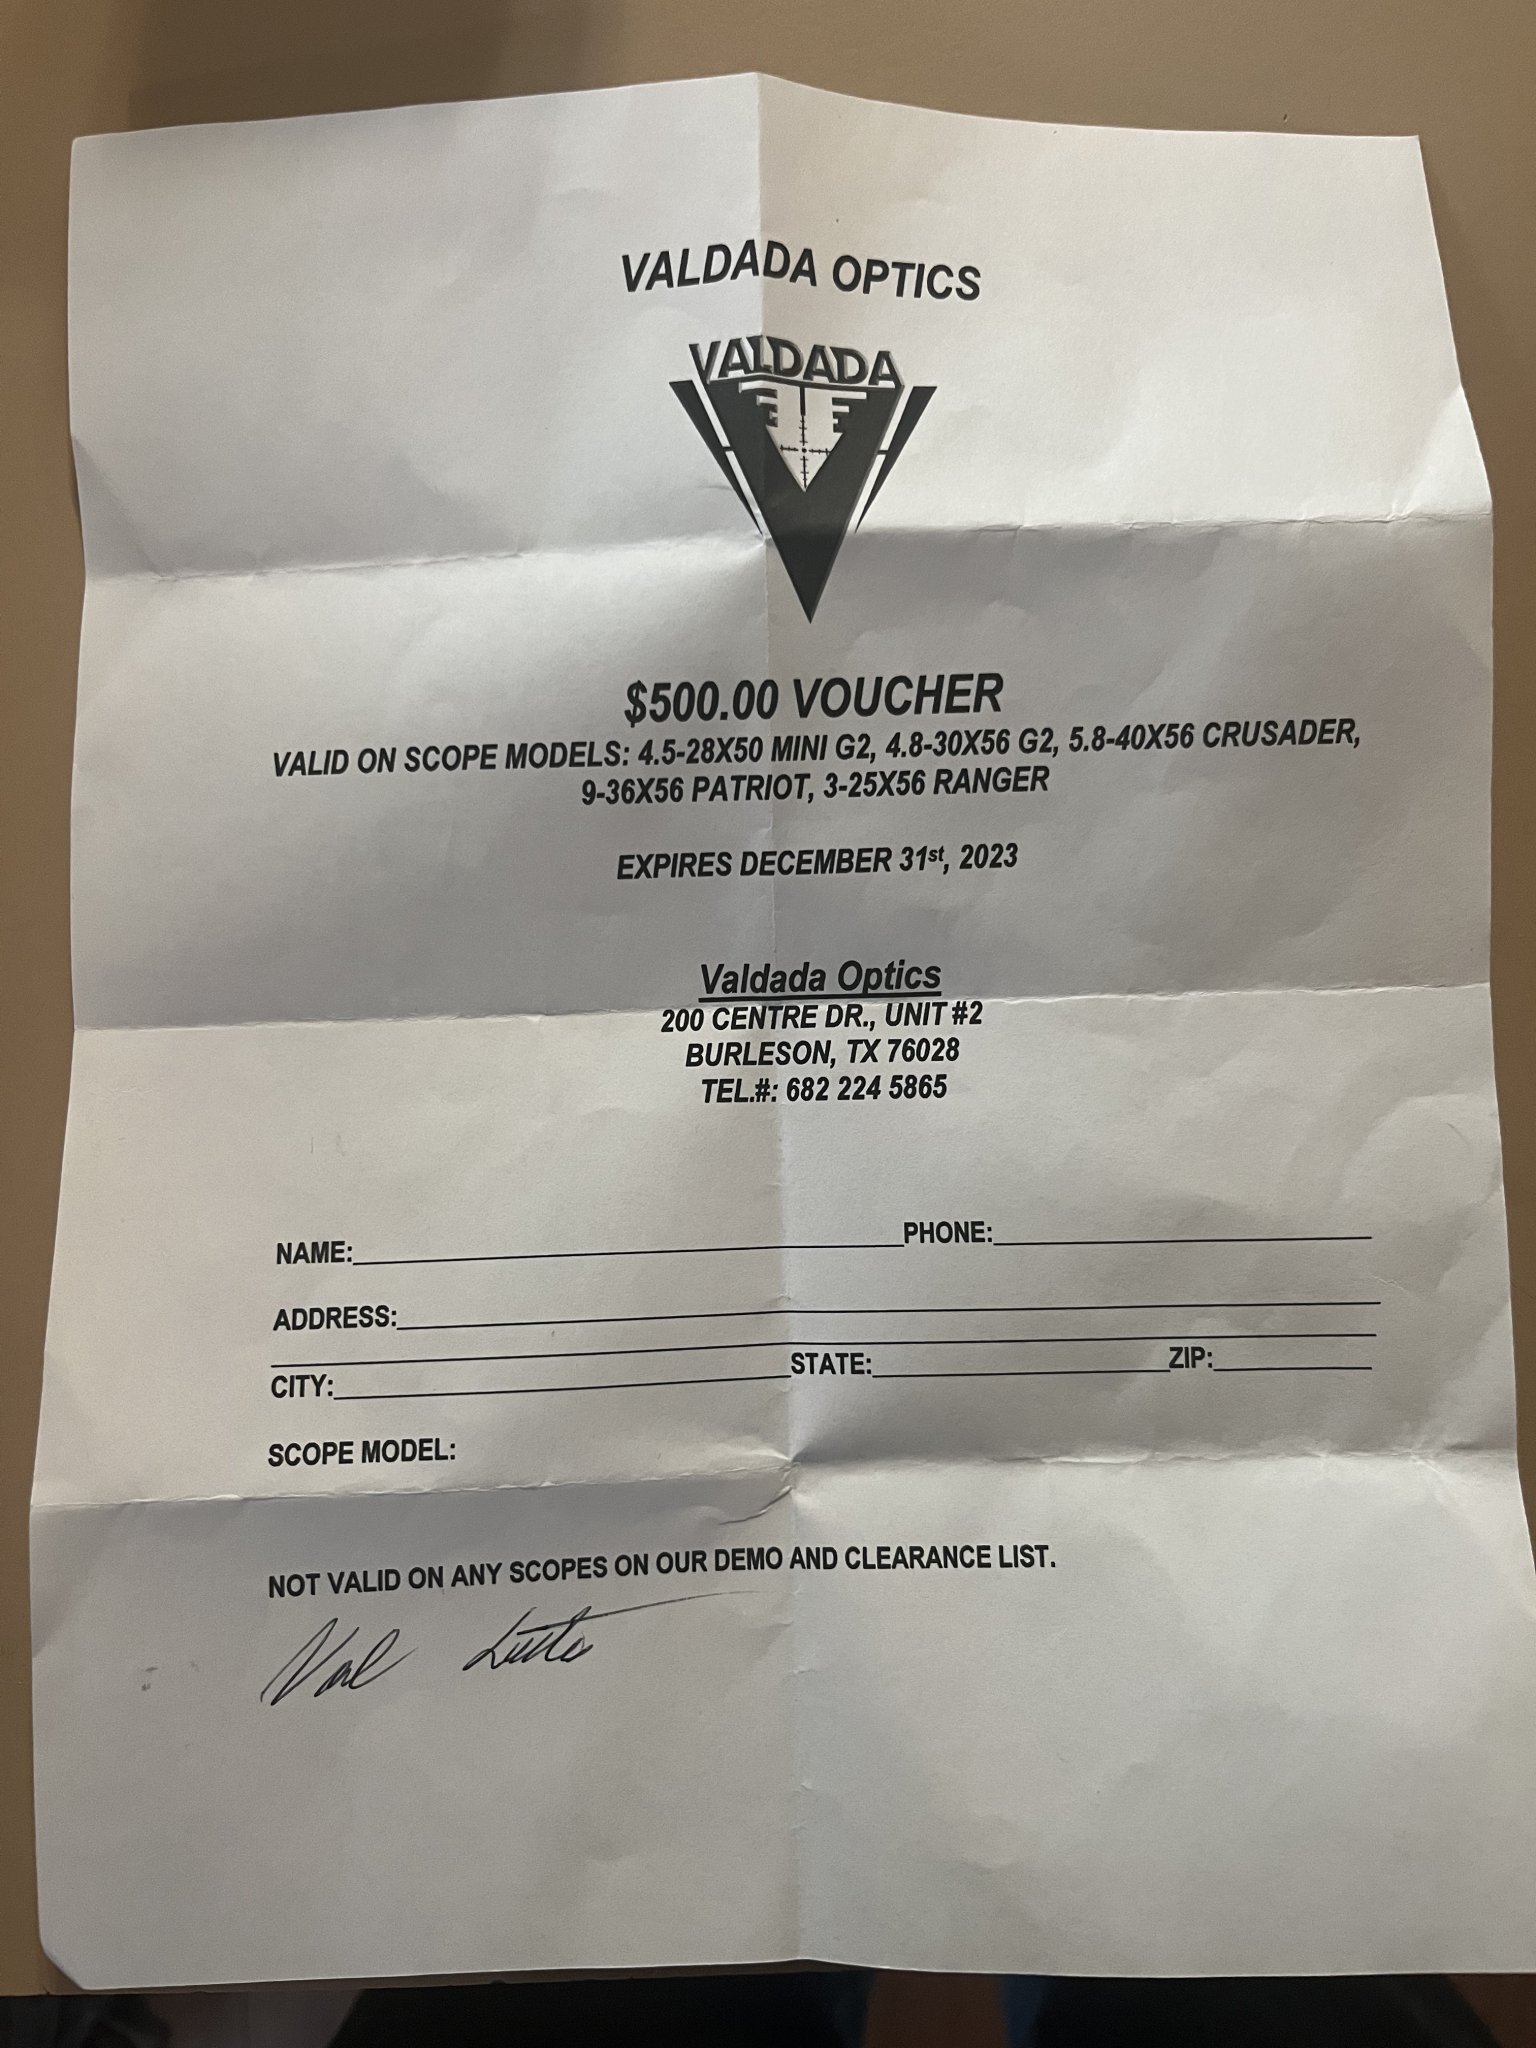 VALDADA OPTICS
VALDADA
$500.00 VOUCHER
VALID ON SCOPE MODELS: 4.5-28X50 MINI G2, 4.8-30X56 G2, 5.8-40X56 CRUSADER,
9-36X56 PATRIOT, 3-25X56 RANGER
EXPIRES DECEMBER 31st, 2023
Valdada Optics
200 CENTRE DR., UNIT #2
BURLESON, TX 76028
TEL.#: 682 224 5865
NAME: PHONE:
ADDRESS:
CITY: STATE: ZIP:
SCOPE MODEL:
NOT VALID ON ANY SCOPES ON OUR DEMO AND CLEARANCE LIST.
Val